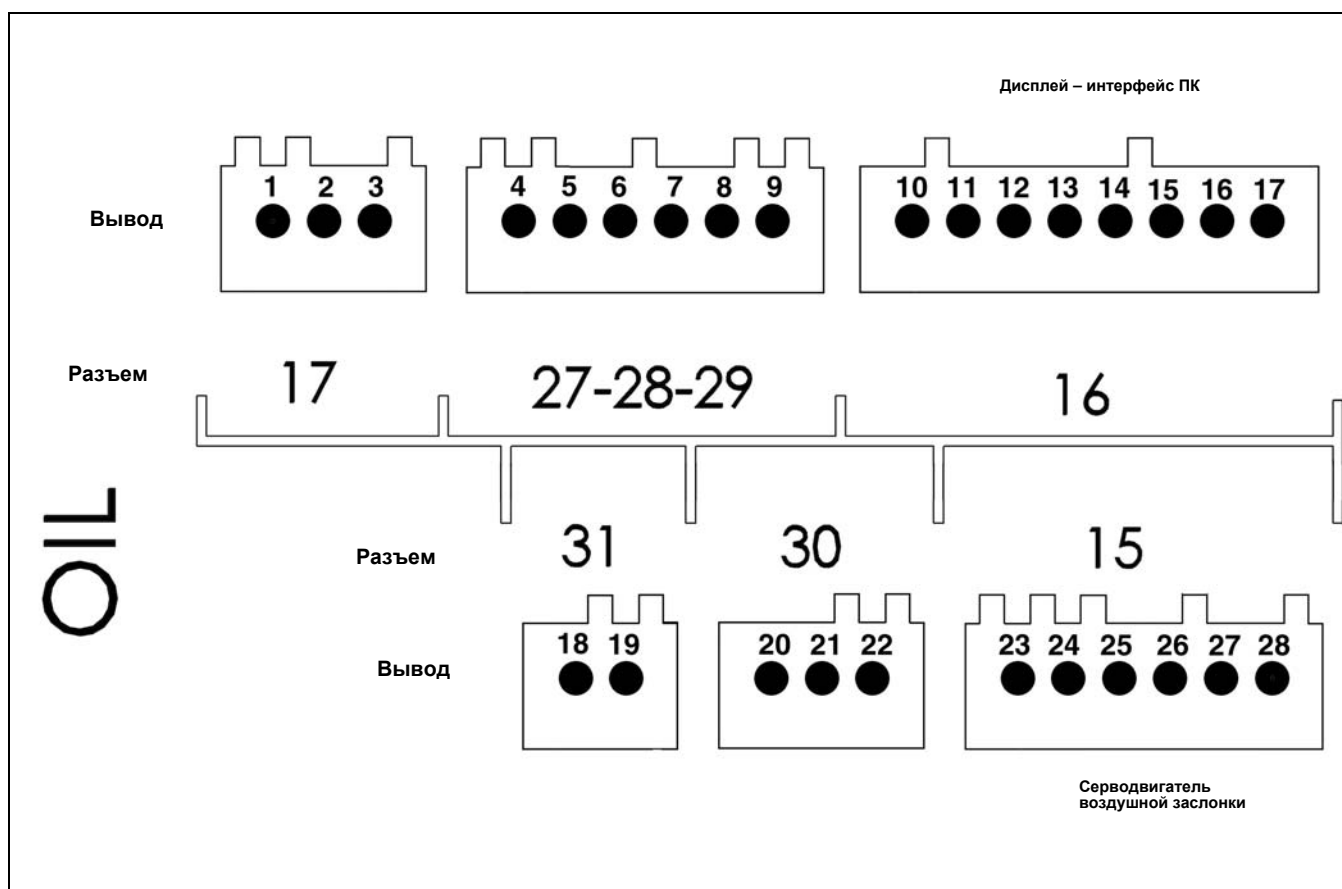 Дисплей – интерфейс ПК
1 2 3 4 5 6 7 8 9 10 11 12 13 14 15 16 17
Вывод
Разъем 17 27-28-29 16
OIL
Разъем 31 30 15
18 19 20 21 22 23 24 25 26 27 28
Вывод
Серводвигатель
воздушной заслонки